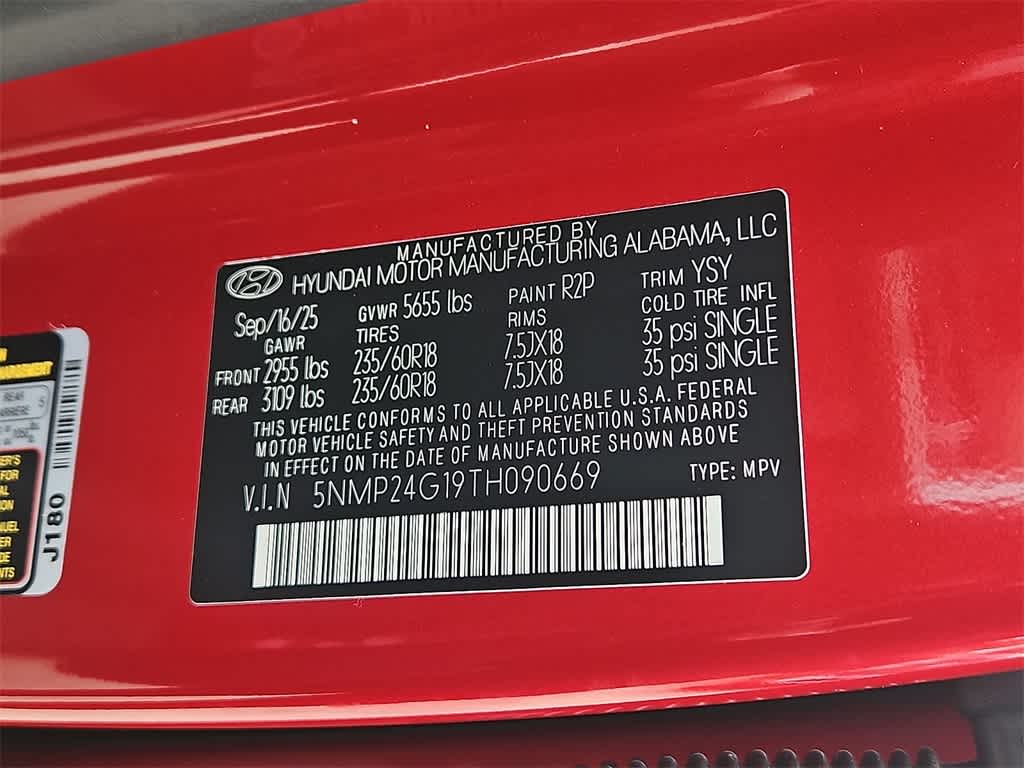 MANUFACTURED BY
HYUNDAI MOTOR MANUFACTURING ALABAMA, LLC
Sep/16/25 GVWR 5655 lbs PAINT R2P TRIM YSY
GAWR TIRES RIMS COLD TIRE INFL
FRONT 2955 lbs 235/60R18 7.5JX18 35 psi SINGLE
REAR 3109 lbs 235/60R18 7.5JX18 35 psi SINGLE
THIS VEHICLE CONFORMS TO ALL APPLICABLE U.S.A. FEDERAL
MOTOR VEHICLE SAFETY AND THEFT PREVENTION STANDARDS
IN EFFECT ON THE DATE OF MANUFACTURE SHOWN ABOVE
V.I.N 5NMP24G19TH090669 TYPE: MPV
REAR
5
FOR
J180